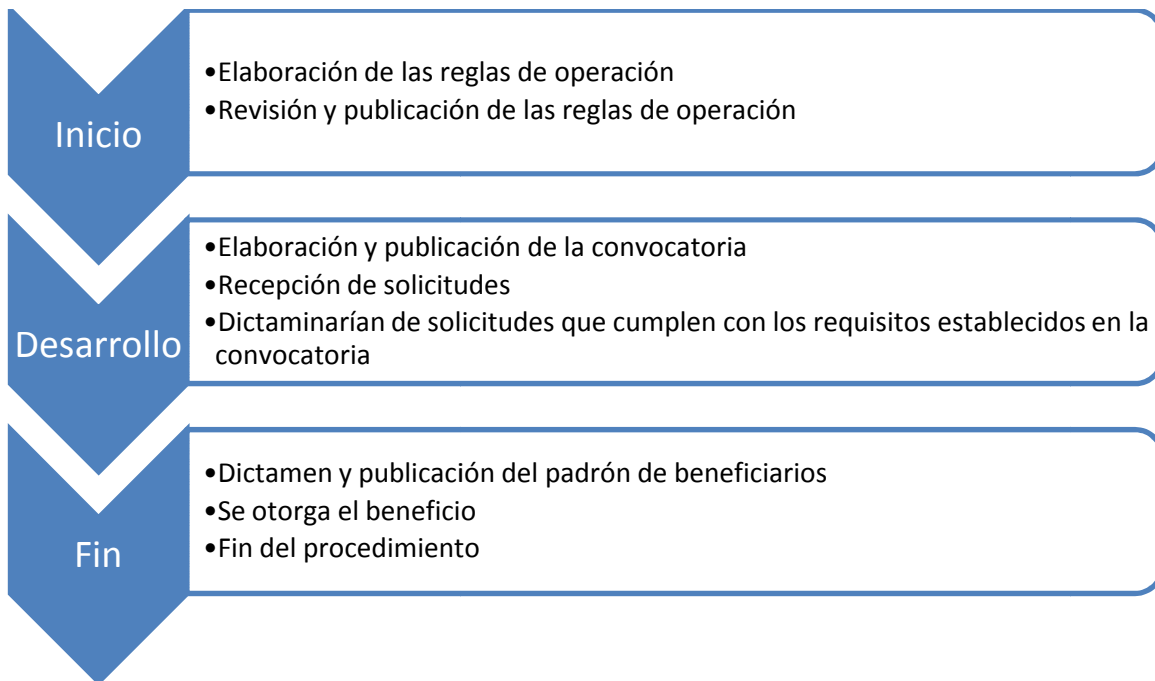 Inicio
•Elaboración de las reglas de operación
•Revisión y publicación de las reglas de operación
Desarrollo
•Elaboración y publicación de la convocatoria
•Recepción de solicitudes
•Dictaminarían de solicitudes que cumplen con los requisitos establecidos en la
convocatoria
Fin
•Dictamen y publicación del padrón de beneficiarios
•Se otorga el beneficio
•Fin del procedimiento